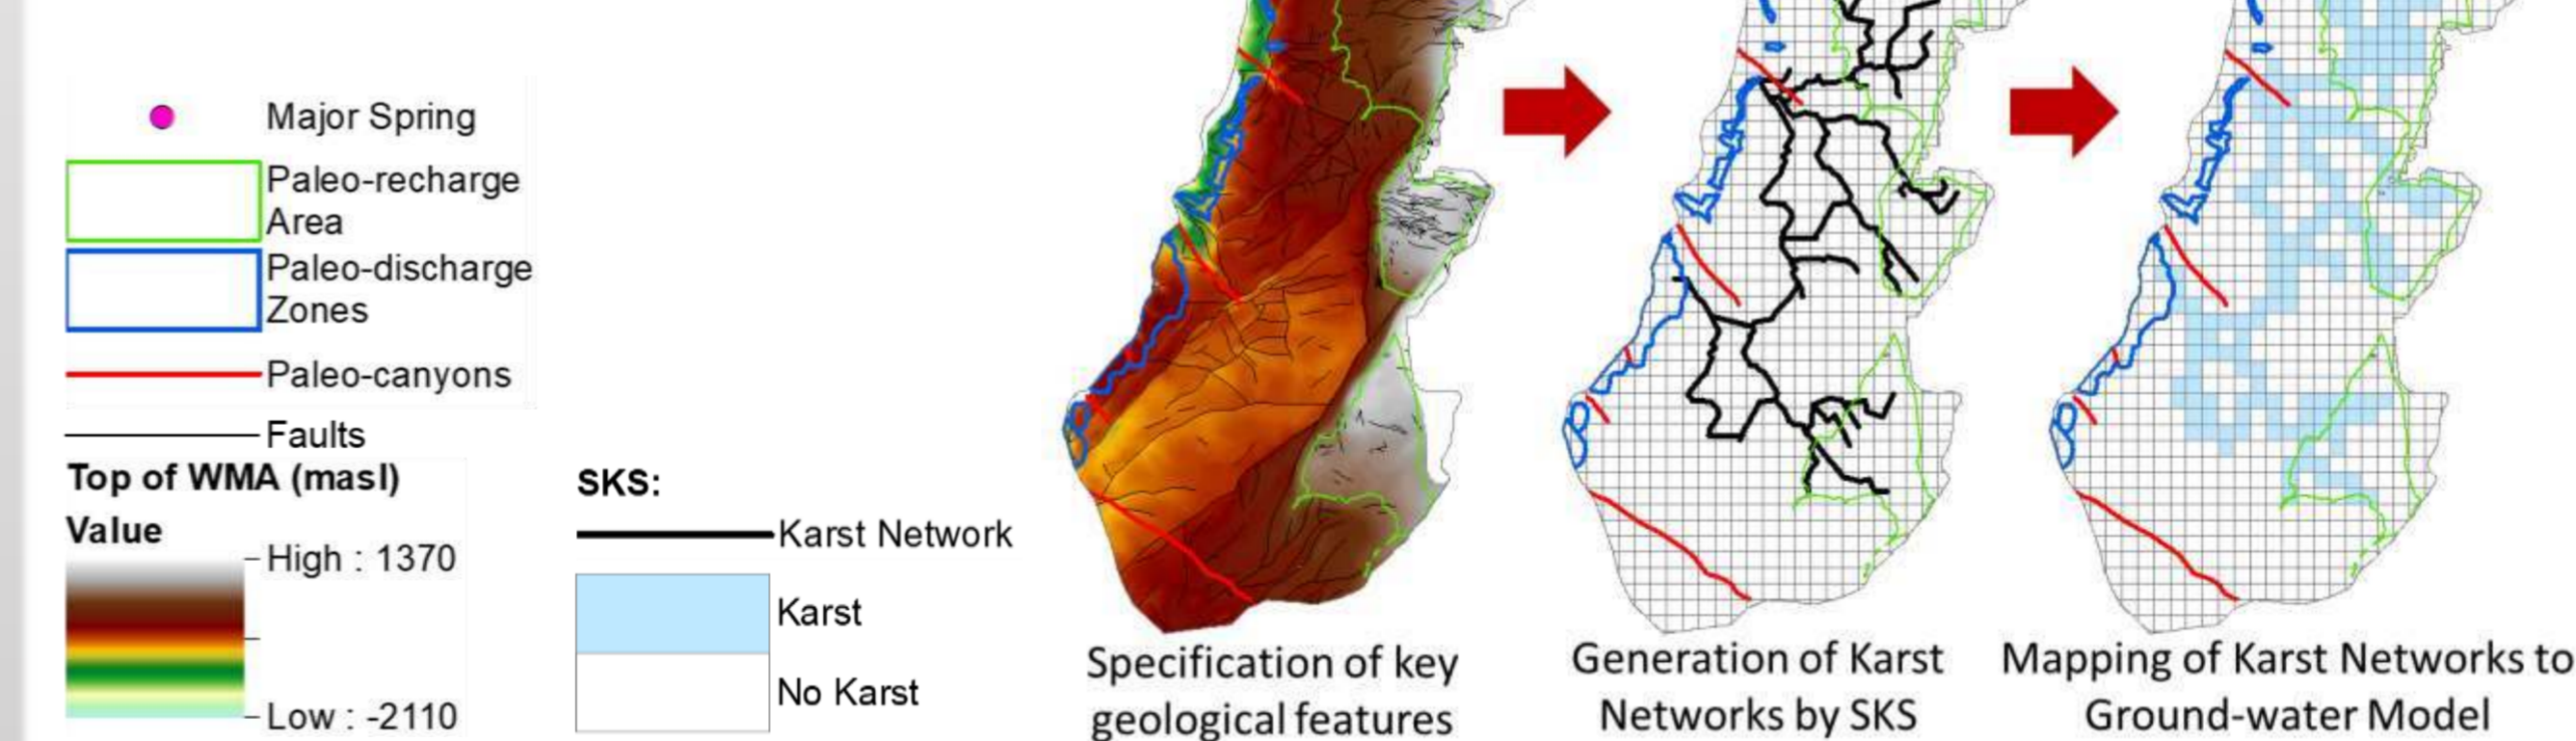 Major Spring
Paleo-recharge
Area
Paleo-discharge
Zones
Paleo-canyons
Faults
Top of WMA (masl)
Value
High : 1370
Low : -2110
SKS:
Karst Network
Karst
No Karst
Specification of key
geological features
Generation of Karst
Networks by SKS
Mapping of Karst Networks to
Ground-water Model